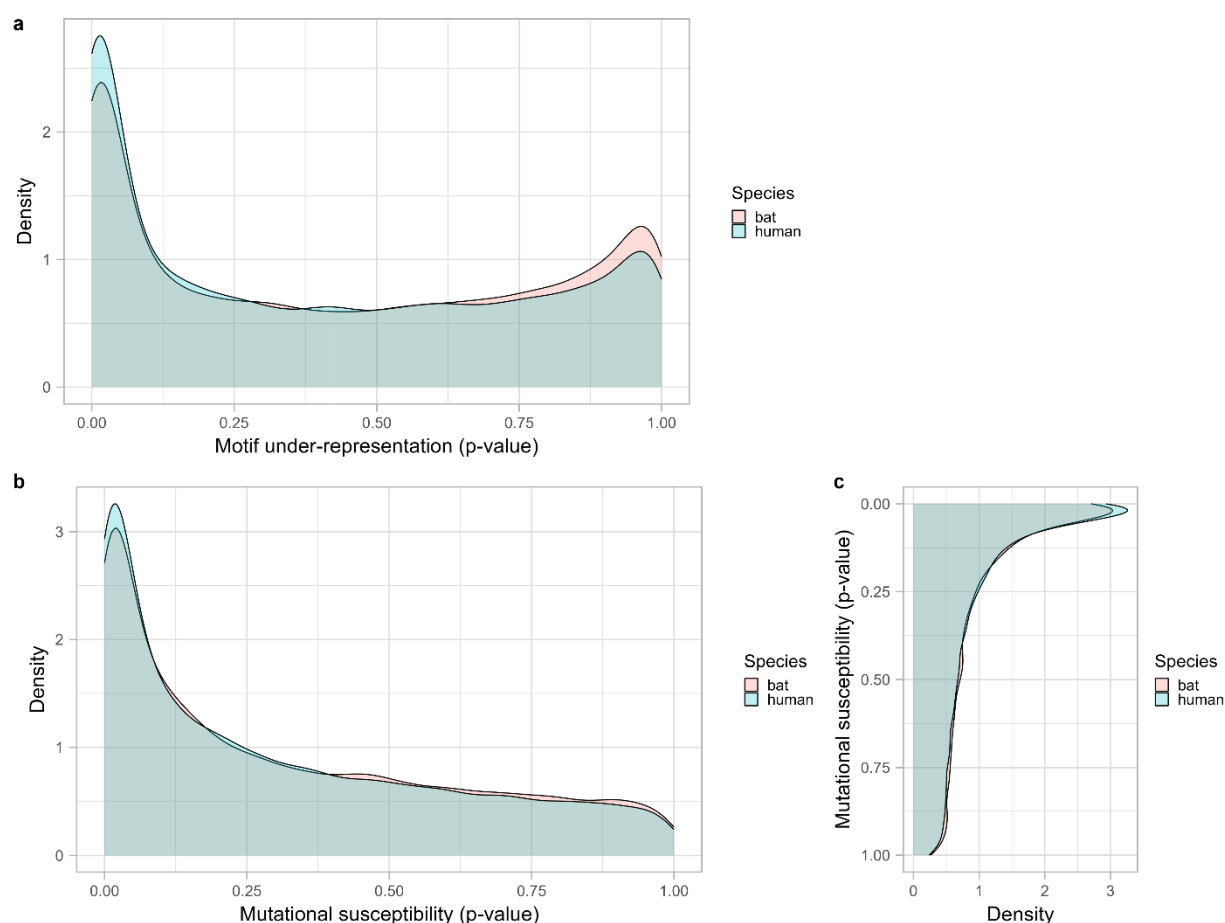 a
2
1
0
Density
0.00 0.25 0.50 0.75 1.00
Motif under-representation (p-value)
Species
bat
human
b
3
2
1
0
Density
0.00 0.25 0.50 0.75 1.00
Mutational susceptibility (p-value)
Species
bat
human
c
0.00
0.25
0.50
0.75
1.00
Mutational susceptibility (p-value)
0 1 2 3
Density
Species
bat
human